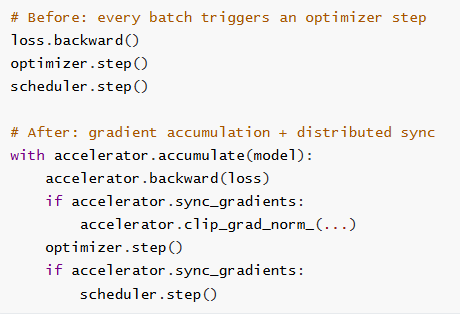 # Before: every batch triggers an optimizer step
loss.backward()
optimizer.step()
scheduler.step()

# After: gradient accumulation + distributed sync
with accelerator.accumulate(model):
    accelerator.backward(loss)
    if accelerator.sync_gradients:
        accelerator.clip_grad_norm_(...)
    optimizer.step()
    if accelerator.sync_gradients:
        scheduler.step()